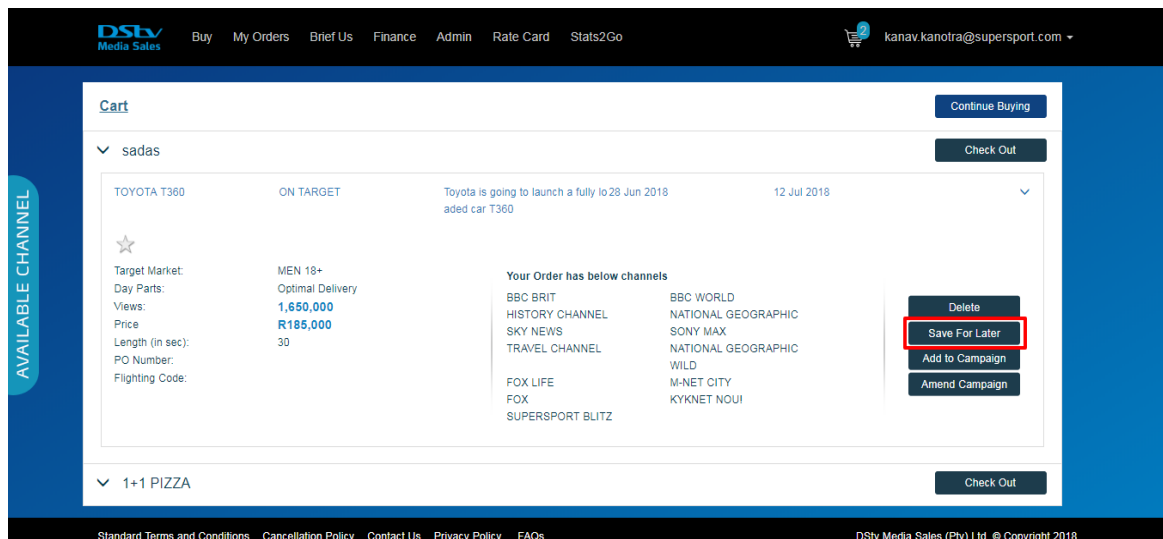 DStv
Media Sales
Buy My Orders Brief Us Finance Admin Rate Card Stats2Go
2
kanav.kanotra@supersport.com
AVAILABLE CHANNEL
Cart
Continue Buying
sadas
Check Out
TOYOTA T360 ON TARGET Toyota is going to launch a fully lo 28 Jun 2018 12 Jul 2018
aded car T360
Target Market: MEN 18+
Day Parts: Optimal Delivery
Views: 1,650,000
Price R185,000
Length (in sec): 30
PO Number:
Flighting Code:
Your Order has below channels
BBC BRIT BBC WORLD
HISTORY CHANNEL NATIONAL GEOGRAPHIC
SKY NEWS SONY MAX
TRAVEL CHANNEL NATIONAL GEOGRAPHIC
WILD
FOX LIFE M-NET CITY
FOX KYKNET NOU!
SUPERSPORT BLITZ
Delete
Save For Later
Add to Campaign
Amend Campaign
1+1 PIZZA
Check Out
Standard Terms and Conditions Cancellation Policy Contact Us Privacy Policy FAQs
DStv Media Sales (Pty) Ltd. © Copyright 2018